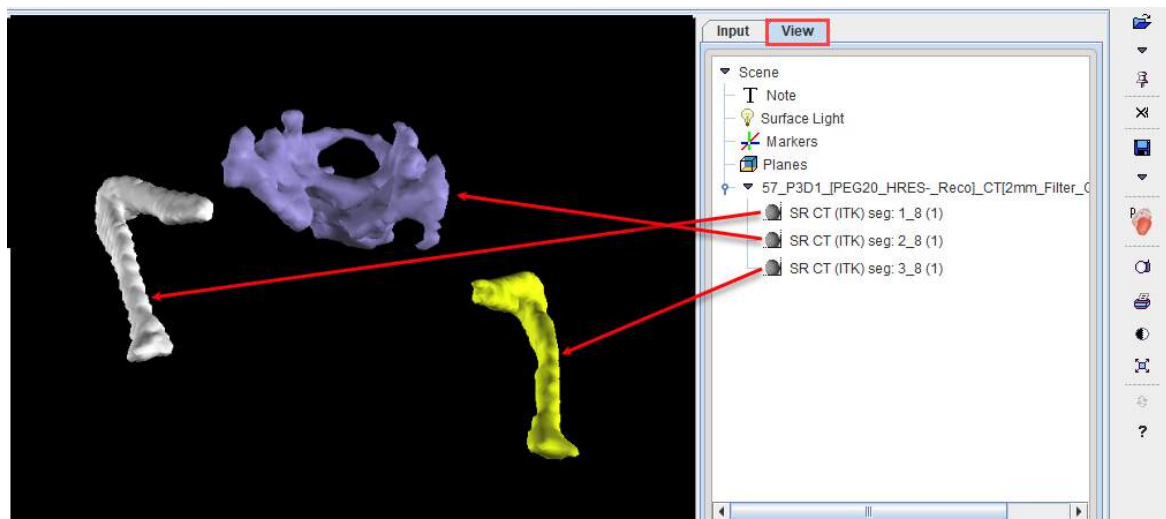 Input View
Scene
T Note
Surface Light
Markers
Planes
57_P3D1_[PEG20_HRES-_Reco]_CT[2mm_Filter_
SR CT (ITK) seg: 1_8 (1)
SR CT (ITK) seg: 2_8 (1)
SR CT (ITK) seg: 3_8 (1)
P
?